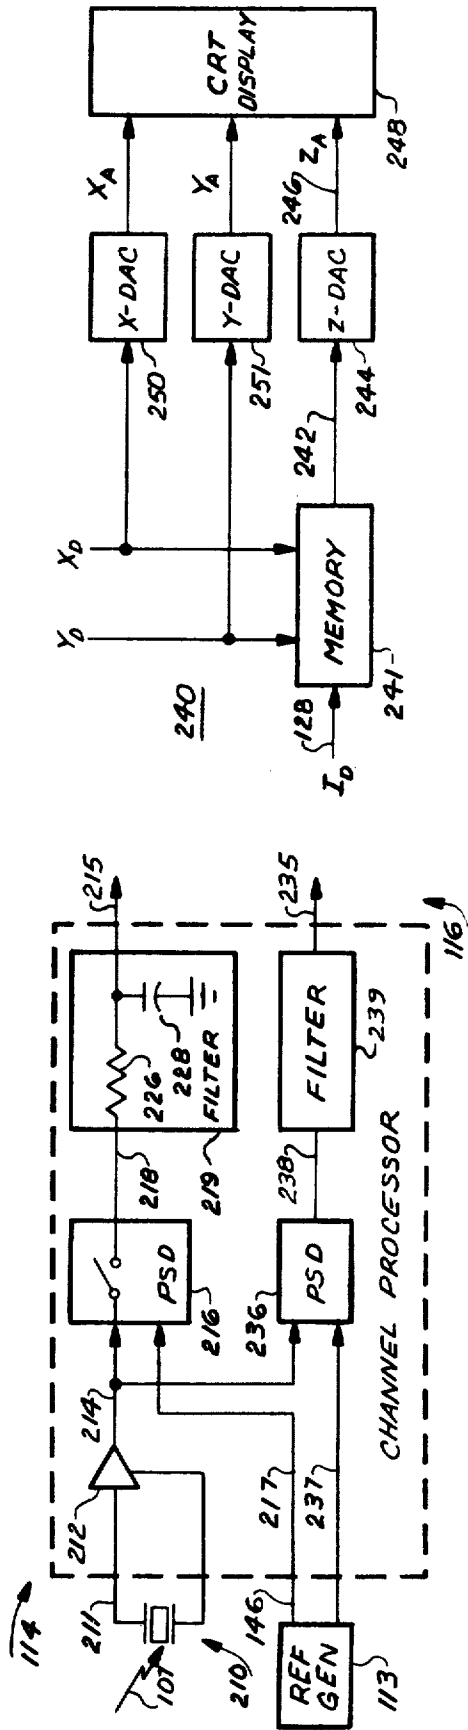 114
107
211
212
214
210
PSD
216
218
226
228
FILTER
219
215
REF
GEN
113
146
217
237
236
PSD
238
FILTER
239
235
CHANNEL PROCESSOR
116
240
Y_D
X_D
I_D
128
MEMORY
241
242
X-DAC
250
Y-DAC
251
Z-DAC
244
X_A
Y_A
246
Z_A
CRT
DISPLAY
248